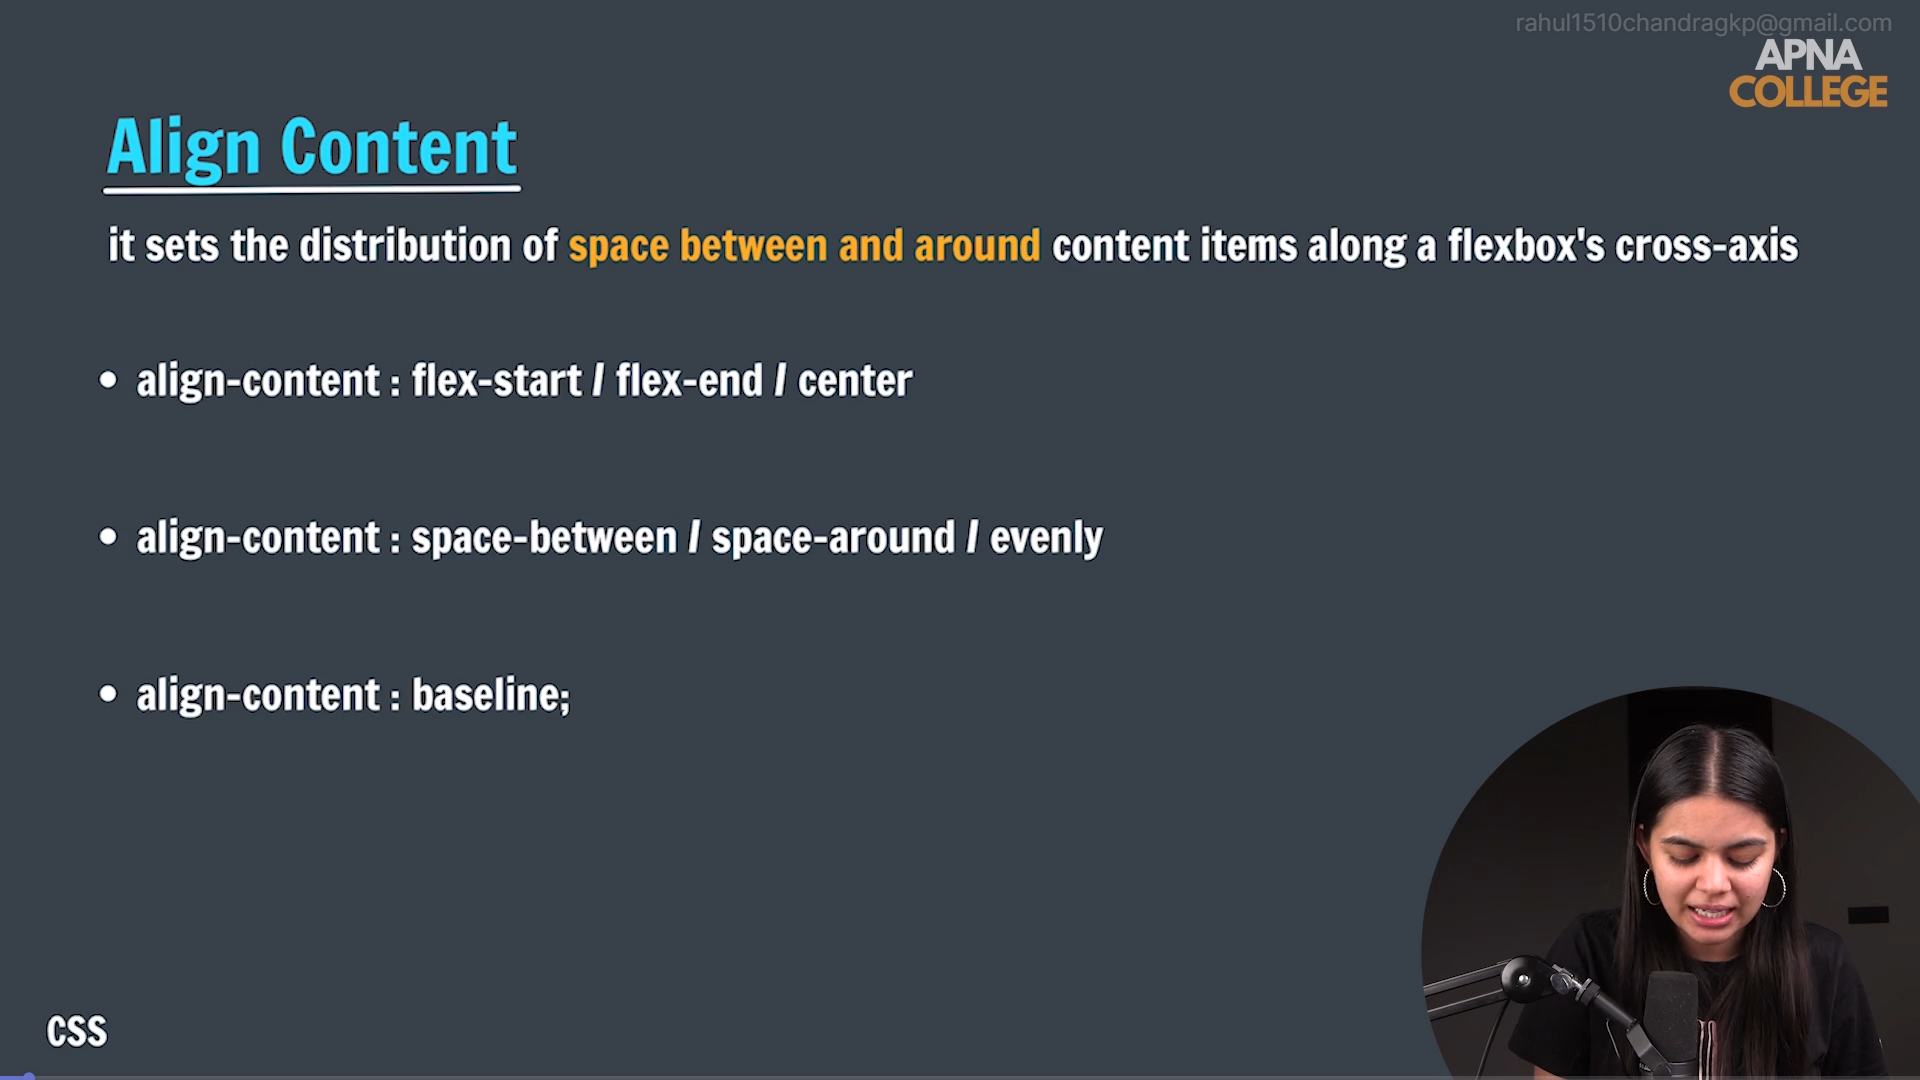 rahul1510chandragkp@gmail.com
APNA
COLLEGE
Align Content
it sets the distribution of space between and around content items along a flexbox's cross-axis
• align-content : flex-start / flex-end / center
• align-content : space-between / space-around / evenly
• align-content : baseline;
CSS